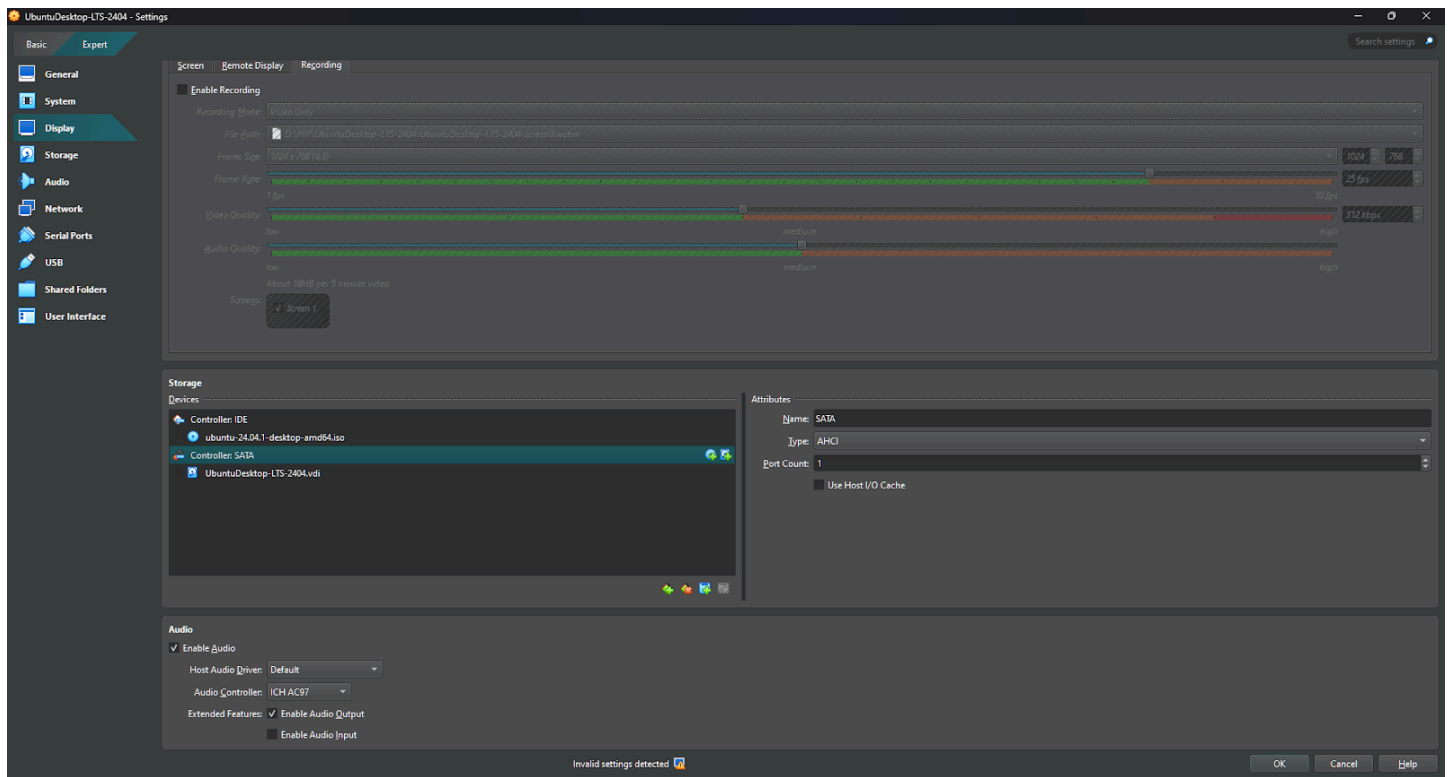 UbuntuDesktop-LTS-2404 - Settings
Basic Expert Search settings
General
System
Display
Storage
Audio
Network
Serial Ports
USB
Shared Folders
User Interface
Screen Remote Display Recording
Enable Recording
Recording Mode: Video Only
File Path:
Frame Size: 1024 x 768 (4:3) 1024 768
Frame Rate: 25 fps
1 fps 30 fps
Video Quality: 512 kbps
low medium high
Audio Quality:
low medium high
About 18MB per 5 minute video
Screens: Screen 1
Storage
Devices
Controller: IDE
ubuntu-24.04.1-desktop-amd64.iso
Controller: SATA
UbuntuDesktop-LTS-2404.vdi
Attributes
Name: SATA
Type: AHCI
Port Count: 1
Use Host I/O Cache
Audio
Enable Audio
Host Audio Driver: Default
Audio Controller: ICH AC97
Extended Features: Enable Audio Output
Enable Audio Input
Invalid settings detected
OK Cancel Help